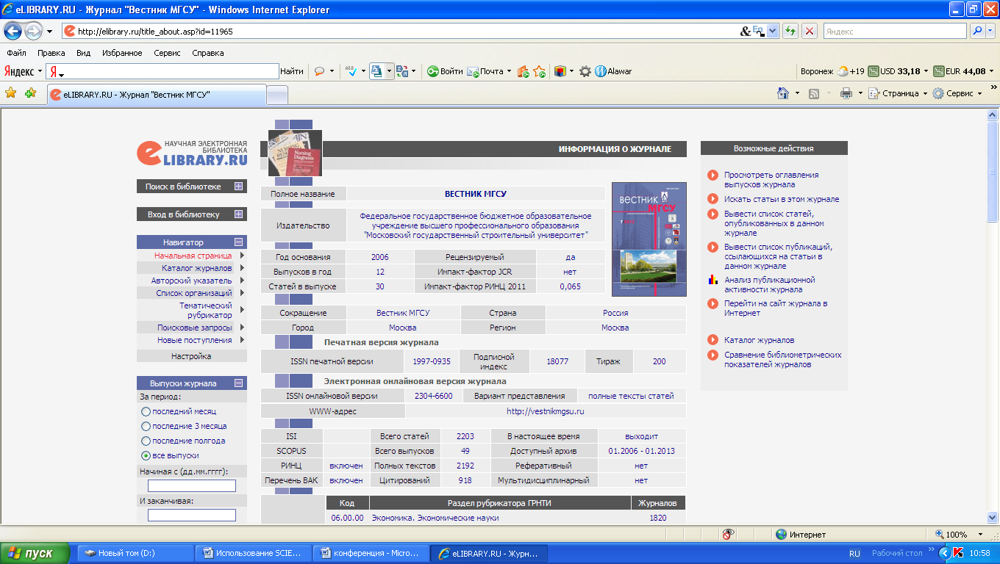 eLIBRARY.RU - Журнал "Вестник МГСУ" - Windows Internet Explorer
http://elibrary.ru/title_about.asp?id=11965
Яндекс
Файл Правка Вид Избранное Сервис Справка
Яндекс Я Найти Войти Почта Alawar Воронеж +19 USD 33,18 EUR 44,08
eLIBRARY.RU - Журнал "Вестник МГСУ" Страница Сервис
НАУЧНАЯ ЭЛЕКТРОННАЯ
БИБЛИОТЕКА
eLIBRARY.RU
Поиск в библиотеке
Вход в библиотеку
Навигатор
Начальная страница
Каталог журналов
Авторский указатель
Список организаций
Тематический
рубрикатор
Поисковые запросы
Новые поступления
Настройка
Выпуски журнала
За период:
последний месяц
последние 3 месяца
последние полгода
все выпуски
Начиная с (дд.мм.гггг):
И заканчивая:
ИНФОРМАЦИЯ О ЖУРНАЛЕ
Nursing
Diagnosis
Полное название ВЕСТНИК МГСУ
Издательство
Федеральное государственное бюджетное образовательное
учреждение высшего профессионального образования
"Московский государственный строительный университет"
ВЕСТНИК
МГСУ
Год основания 2006 Рецензируемый да
Выпусков в год 12 Импакт-фактор JCR нет
Статей в выпуске 30 Импакт-фактор РИНЦ 2011 0,065
Сокращение Вестник МГСУ Страна Россия
Город Москва Регион Москва
Печатная версия журнала
ISSN печатной версии 1997-0935 Подписной
индекс 18077 Тираж 200
Электронная онлайновая версия журнала
ISSN онлайновой версии 2304-6600 Вариант представления полные тексты статей
WWW-адрес http://vestnikmgsu.ru
ISI Всего статей 2203 В настоящее время выходит
SCOPUS Всего выпусков 49 Доступный архив 01.2006 - 01.2013
РИНЦ включен Полных текстов 2192 Реферативный нет
Перечень ВАК включен Цитирований 918 Мультидисциплинарный нет
Код Раздел рубрикатора ГРНТИ Журналов
06.00.00 Экономика. Экономические науки 1820
Возможные действия
Просмотреть оглавления
выпусков журнала
Искать статьи в этом журнале
Вывести список статей,
опубликованных в данном
журнале
Вывести список публикаций,
ссылающихся на статьи в
данном журнале
Анализ публикационной
активности журнала
Перейти на сайт журнала в
Интернет
Каталог журналов
Сравнение библиометрических
показателей журналов
Интернет 100%
пуск Новый том (D:) Использование SCIE... конференция - Micro... eLIBRARY.RU - Журн... RU Рабочий стол 10:58